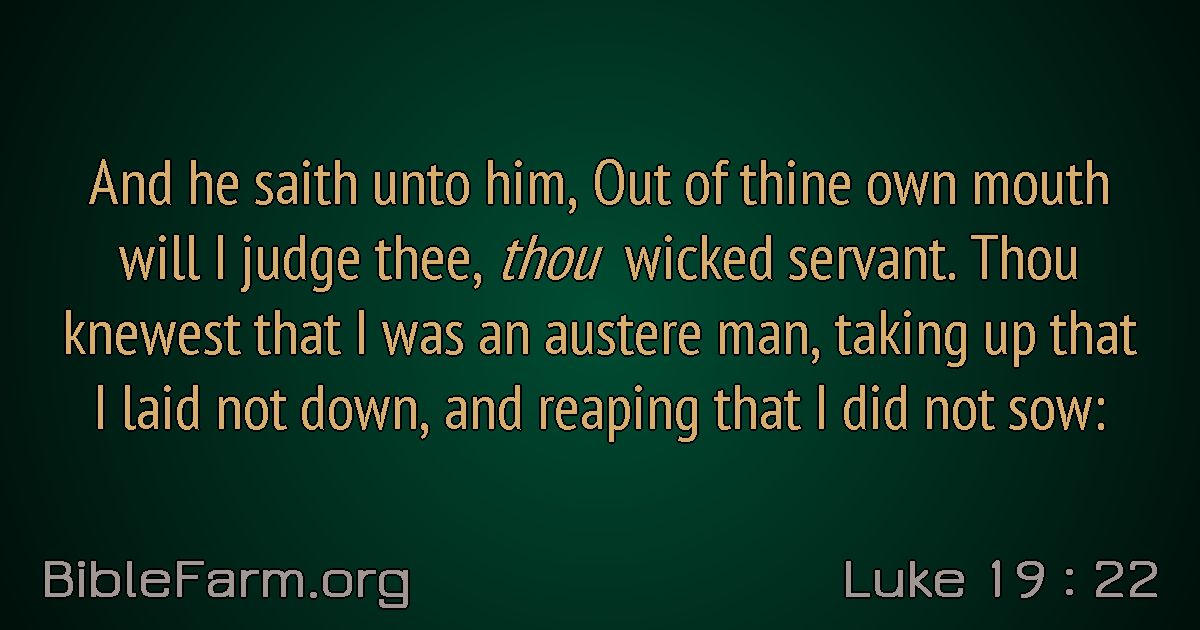 And he saith unto him, Out of thine own mouth
will I judge thee, thou wicked servant. Thou
knewest that I was an austere man, taking up that
I laid not down, and reaping that I did not sow:
BibleFarm.org
Luke 19 : 22